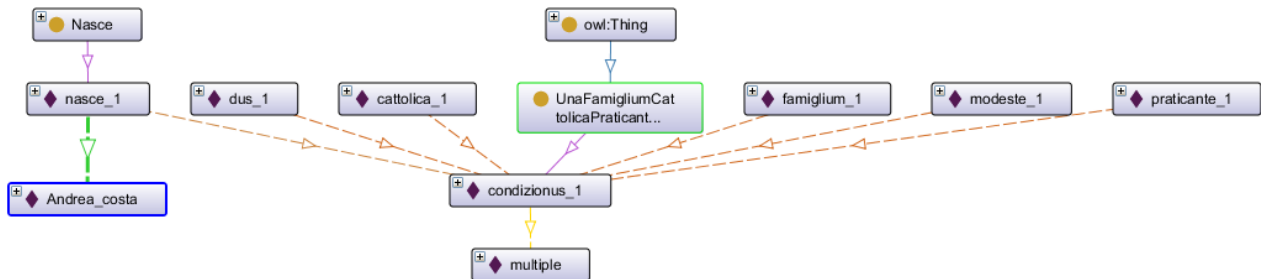 Nasce
owl:Thing
nasce_1
dus_1
cattolica_1
UnaFamigliumCat
tolicaPraticant...
famiglium_1
modeste_1
praticante_1
Andrea_costa
condizionus_1
multiple